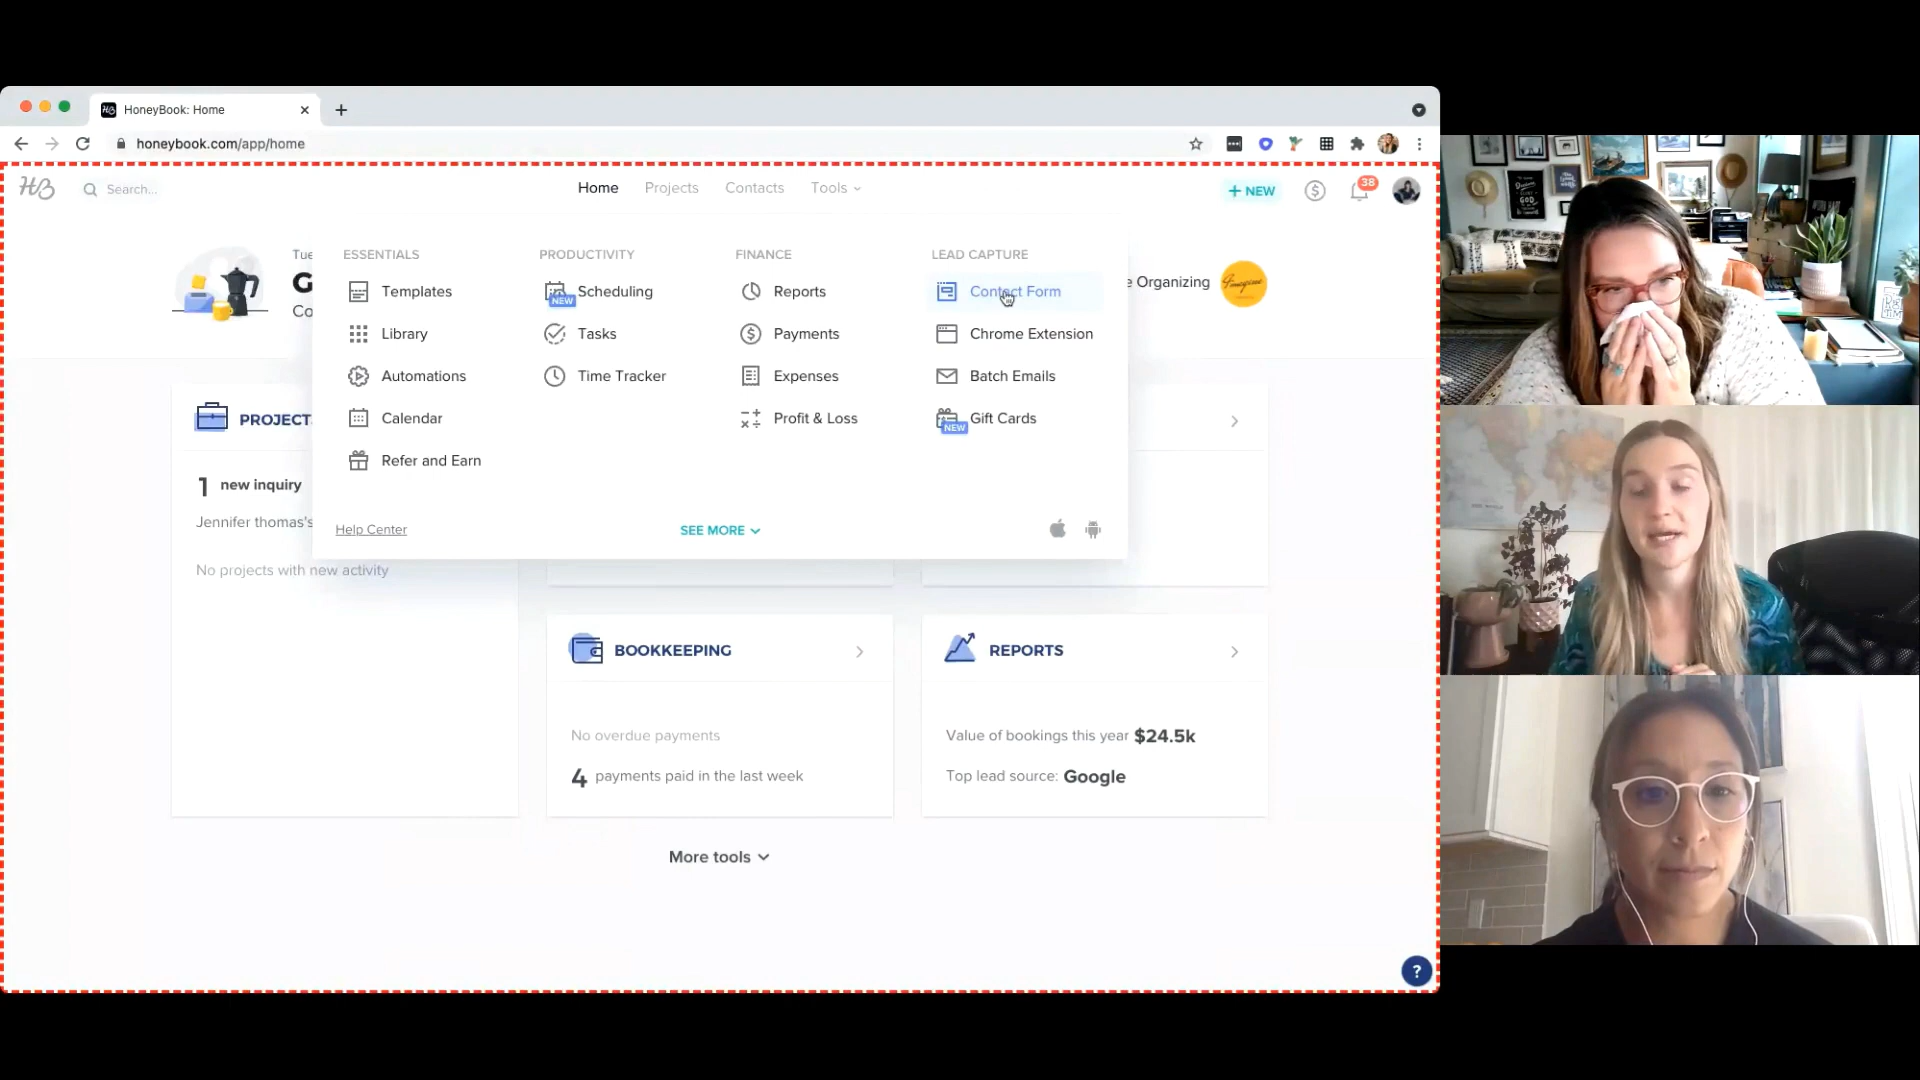 HoneyBook: Home
honeybook.com/app/home
HB
Search...
Home
Projects
Contacts
Tools
+ NEW
38
ESSENTIALS
Templates
Library
Automations
Calendar
Refer and Earn
PRODUCTIVITY
Scheduling
NEW
Tasks
Time Tracker
FINANCE
Reports
Payments
Expenses
Profit & Loss
LEAD CAPTURE
Contact Form
Chrome Extension
Batch Emails
Gift Cards
NEW
Help Center
SEE MORE
Tue
G
Co
e Organizing
PROJECT
1 new inquiry
Jennifer thomas's
No projects with new activity
BOOKKEEPING
No overdue payments
4 payments paid in the last week
REPORTS
Value of bookings this year $24.5k
Top lead source: Google
More tools
?